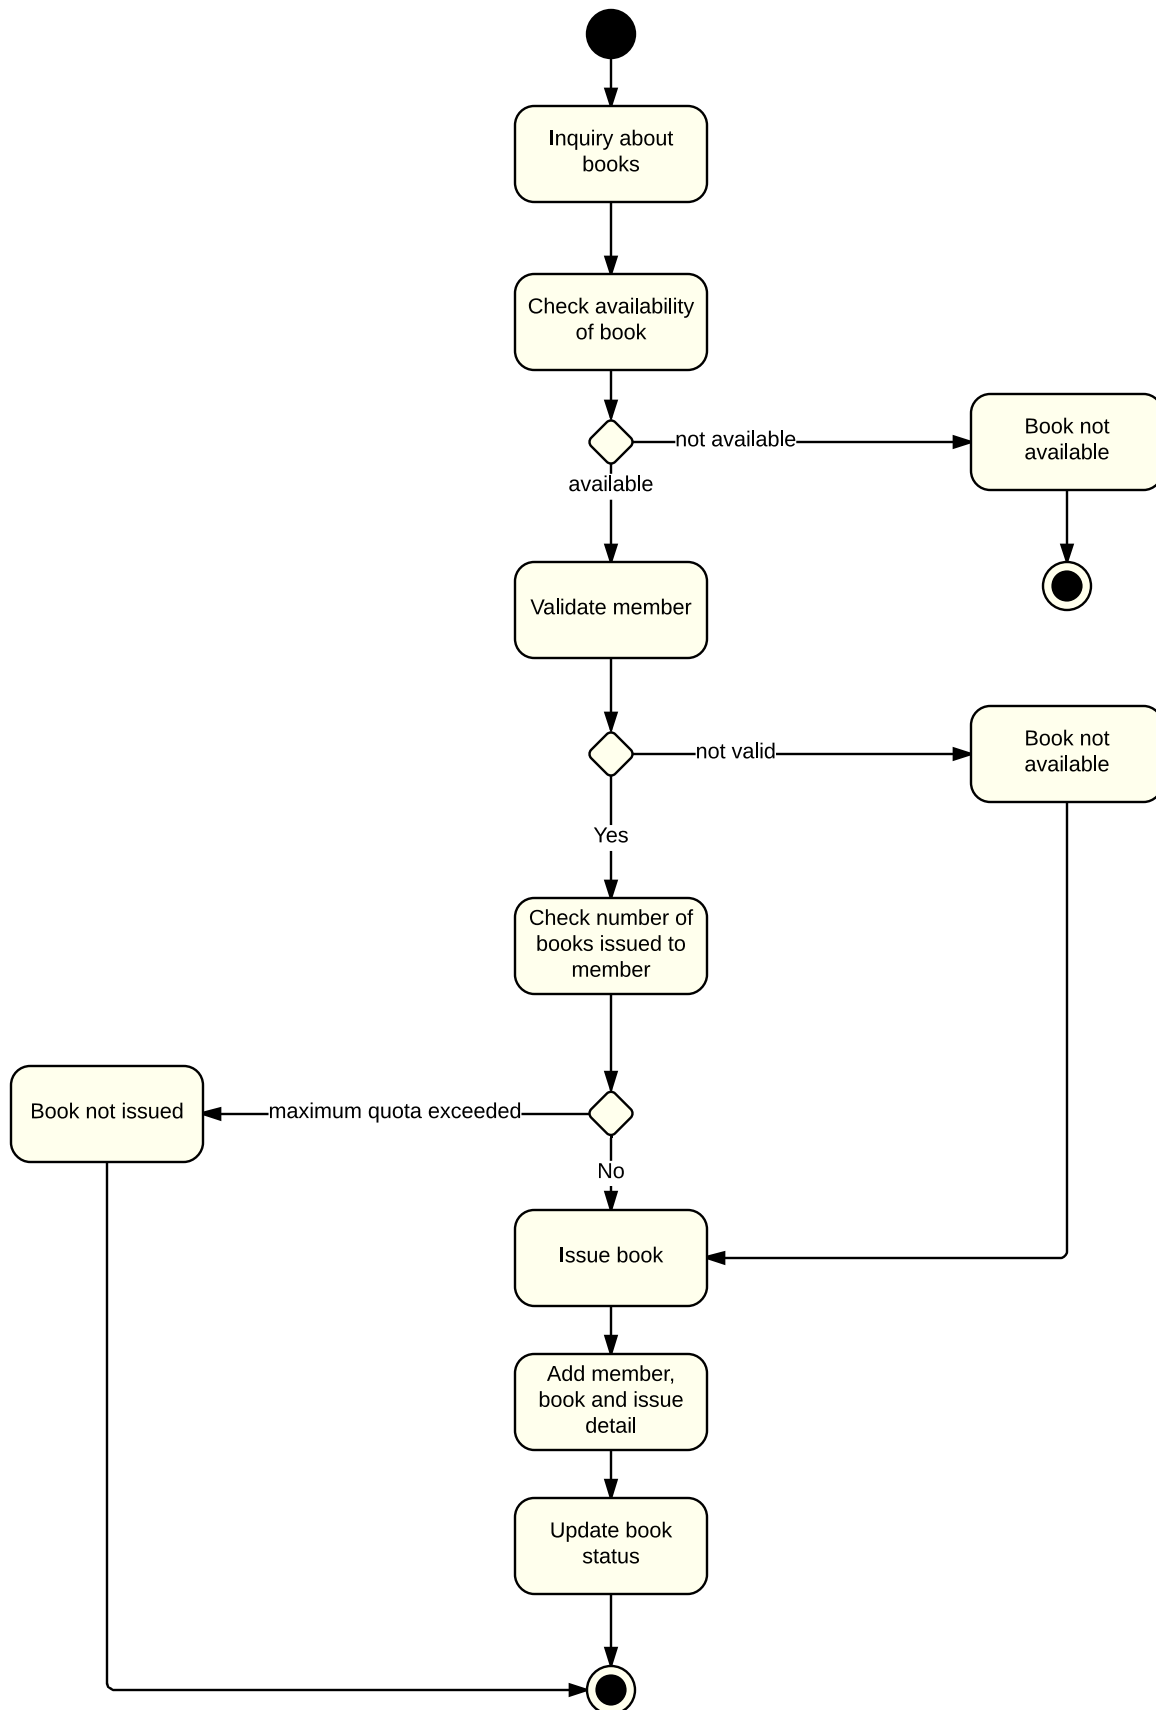 Inquiry about
books
Check availability
of book
not available
Book not
available
available
Validate member
not valid
Book not
available
Yes
Check number of
books issued to
member
Book not issued
maximum quota exceeded
No
Issue book
Add member,
book and issue
detail
Update book
status